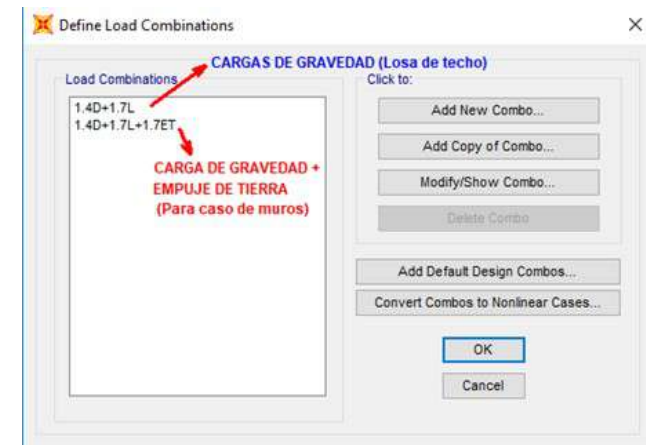 Define Load Combinations
CARGAS DE GRAVEDAD (Losa de techo)
Load Combinations
1.4D+1.7L
1.4D+1.7L+1.7ET
CARGA DE GRAVEDAD +
EMPUJE DE TIERRA
(Para caso de muros)
Click to:
Add New Combo...
Add Copy of Combo...
Modify/Show Combo...
Delete Combo
Add Default Design Combos...
Convert Combos to Nonlinear Cases...
OK
Cancel